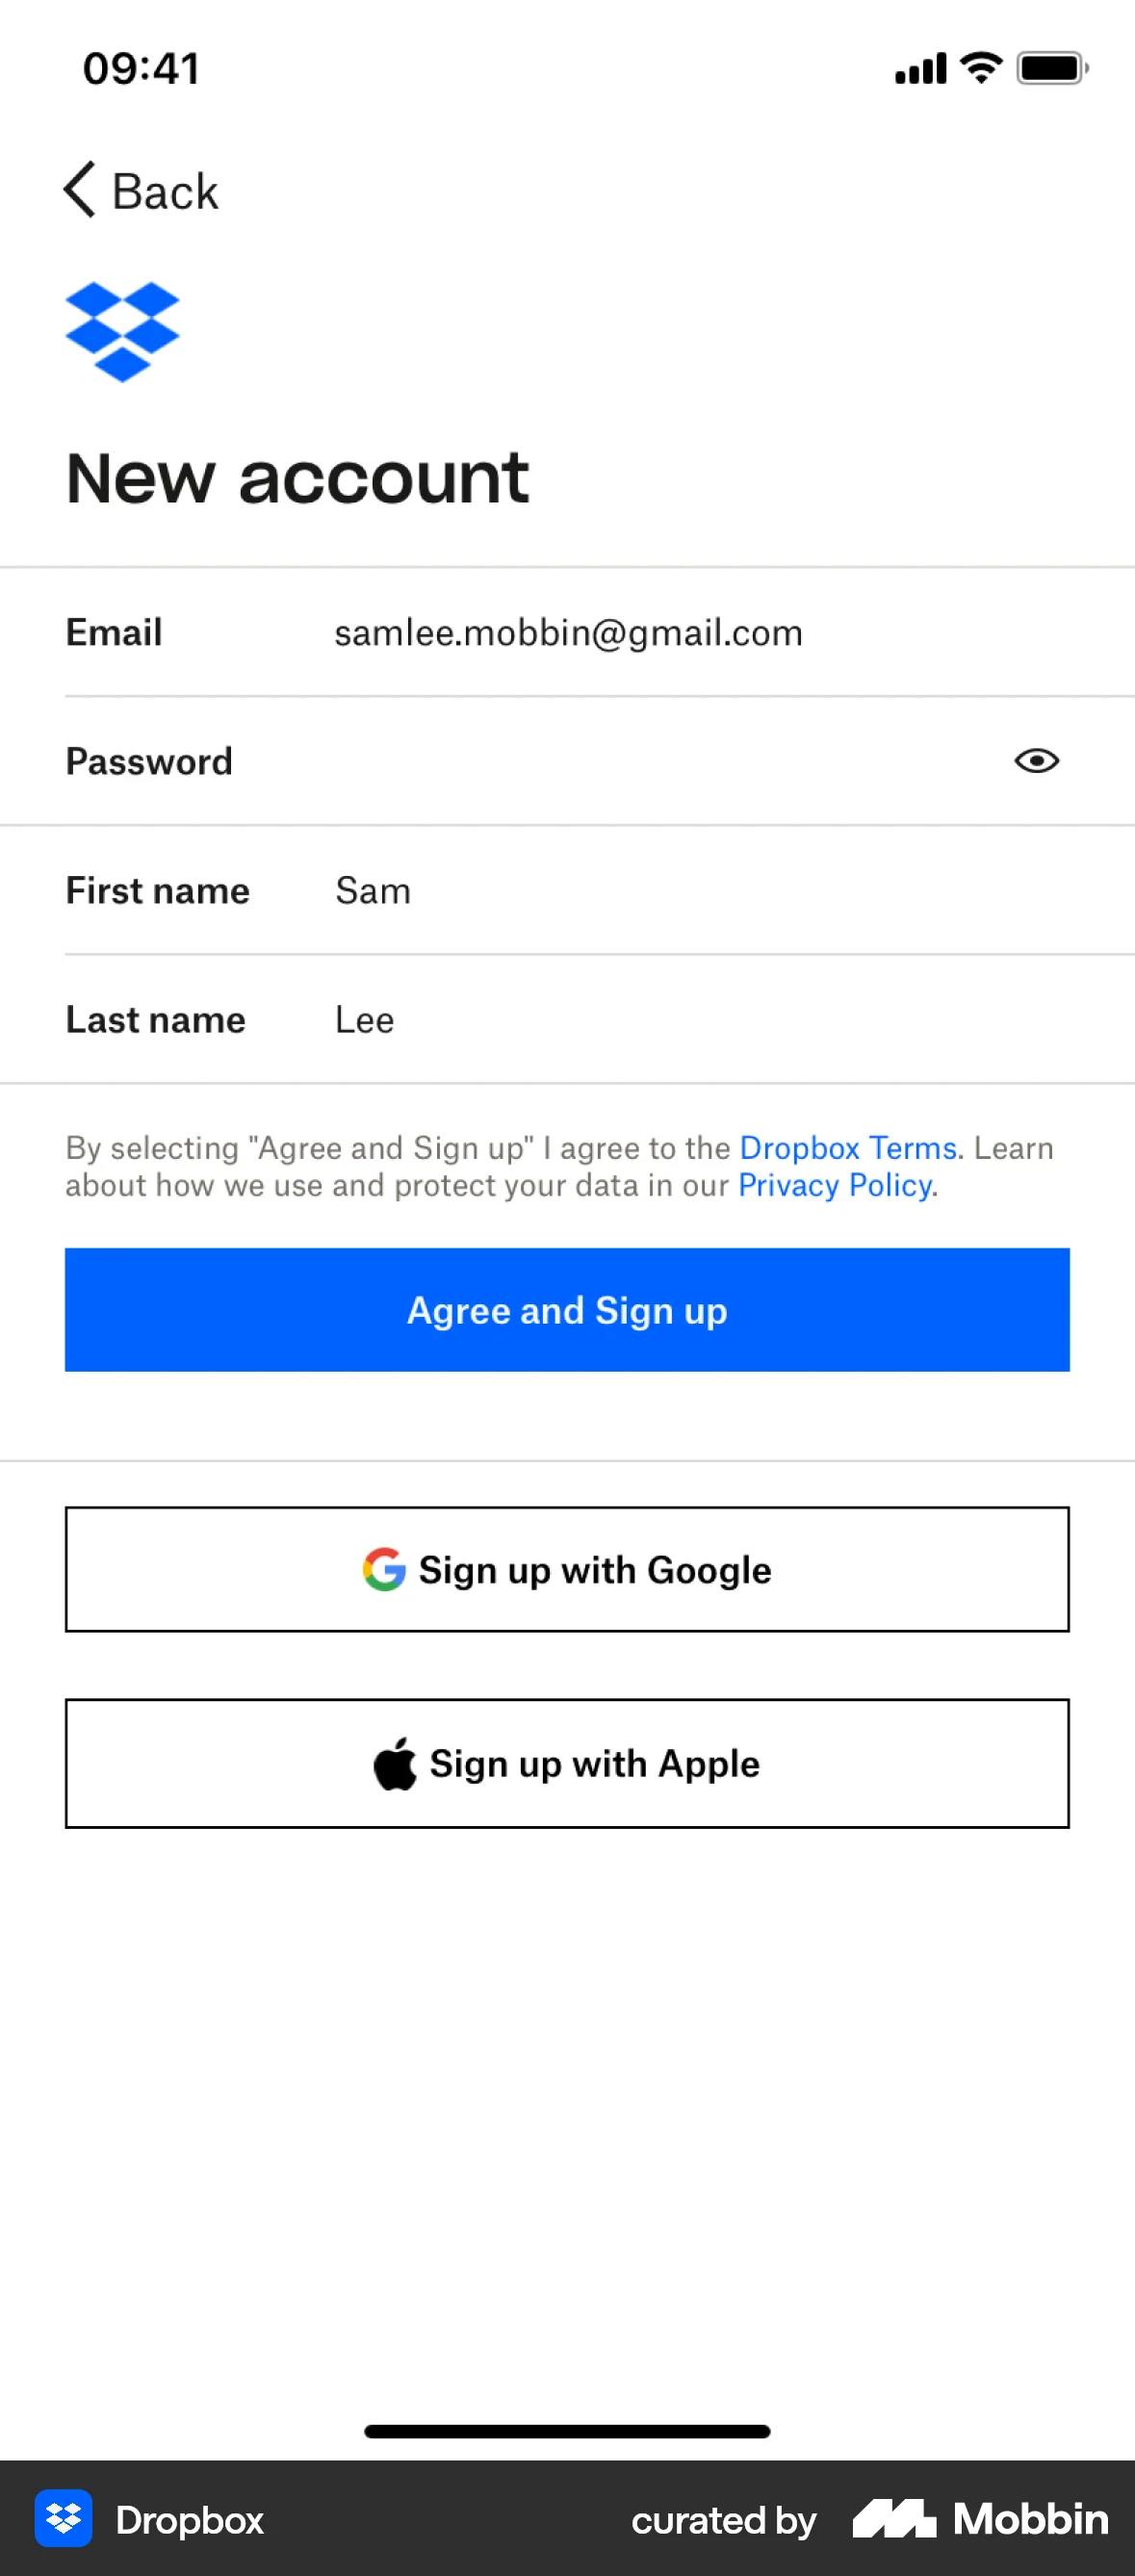 09:41
Back
New account
Email samlee.mobbin@gmail.com
Password
First name Sam
Last name Lee
By selecting "Agree and Sign up" I agree to the Dropbox Terms. Learn
about how we use and protect your data in our Privacy Policy.
Agree and Sign up
Sign up with Google
Sign up with Apple
Dropbox curated by Mobbin